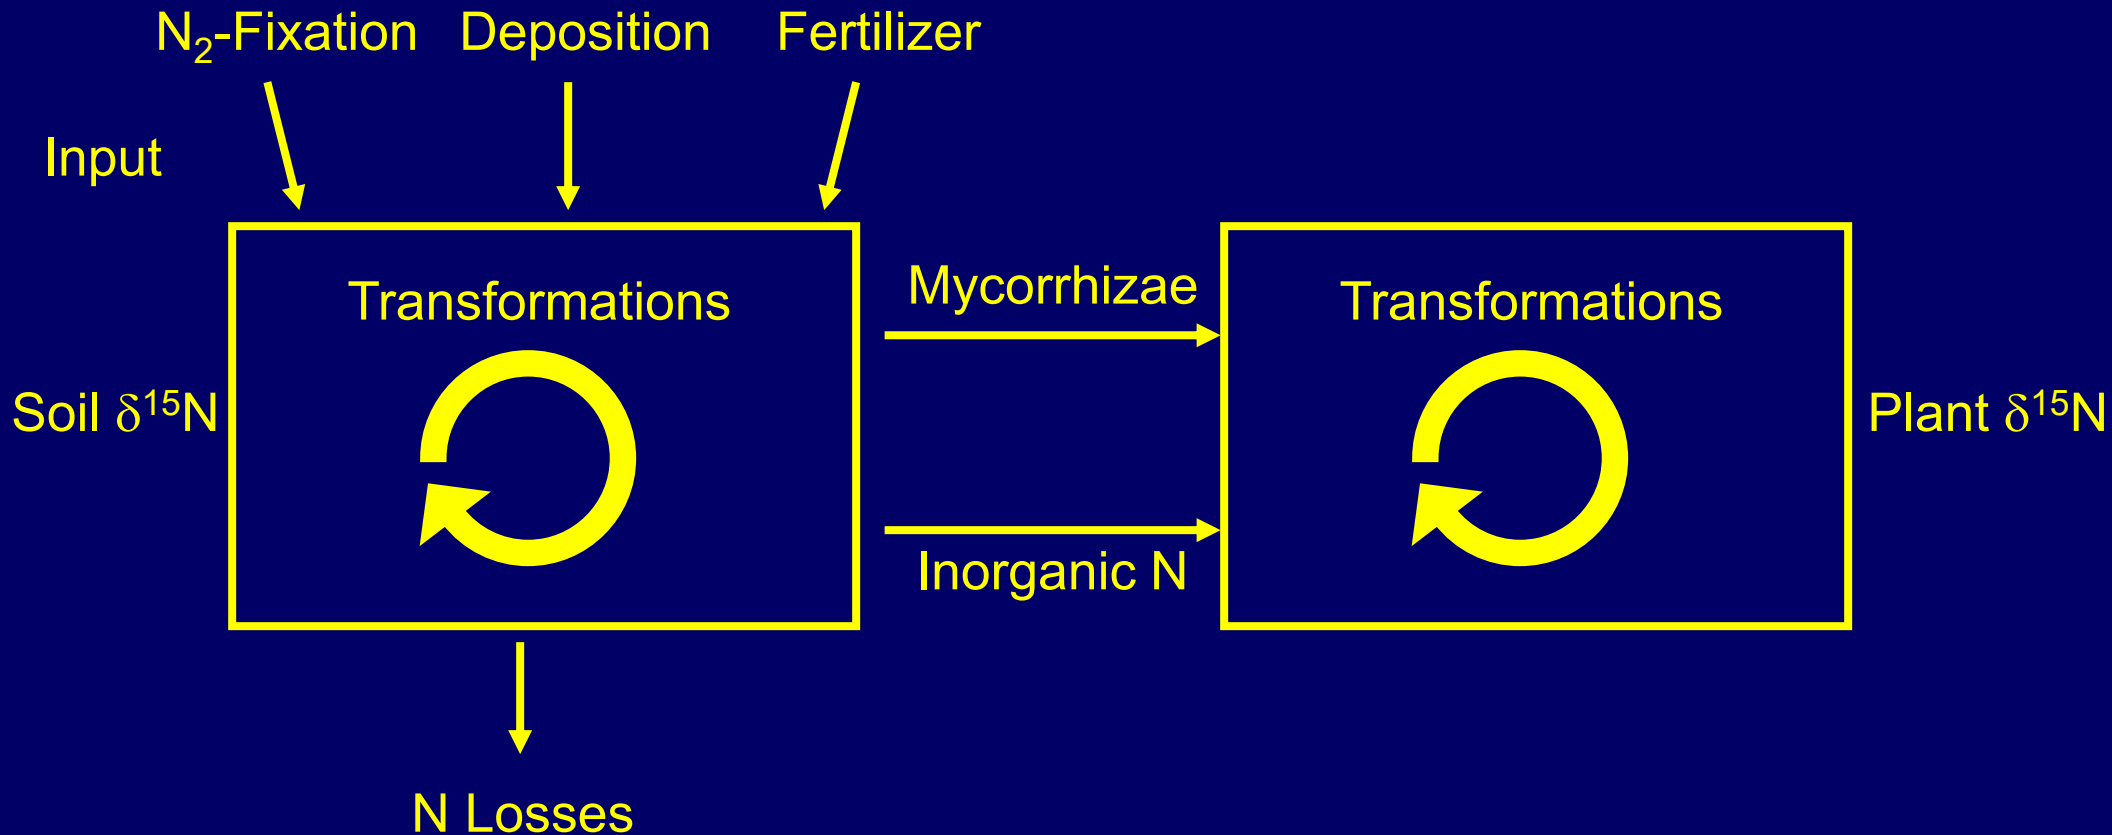 N₂-Fixation Deposition Fertilizer
Input
Transformations
Mycorrhizae
Transformations
Soil δ¹⁵N
Plant δ¹⁵N
Inorganic N
N Losses